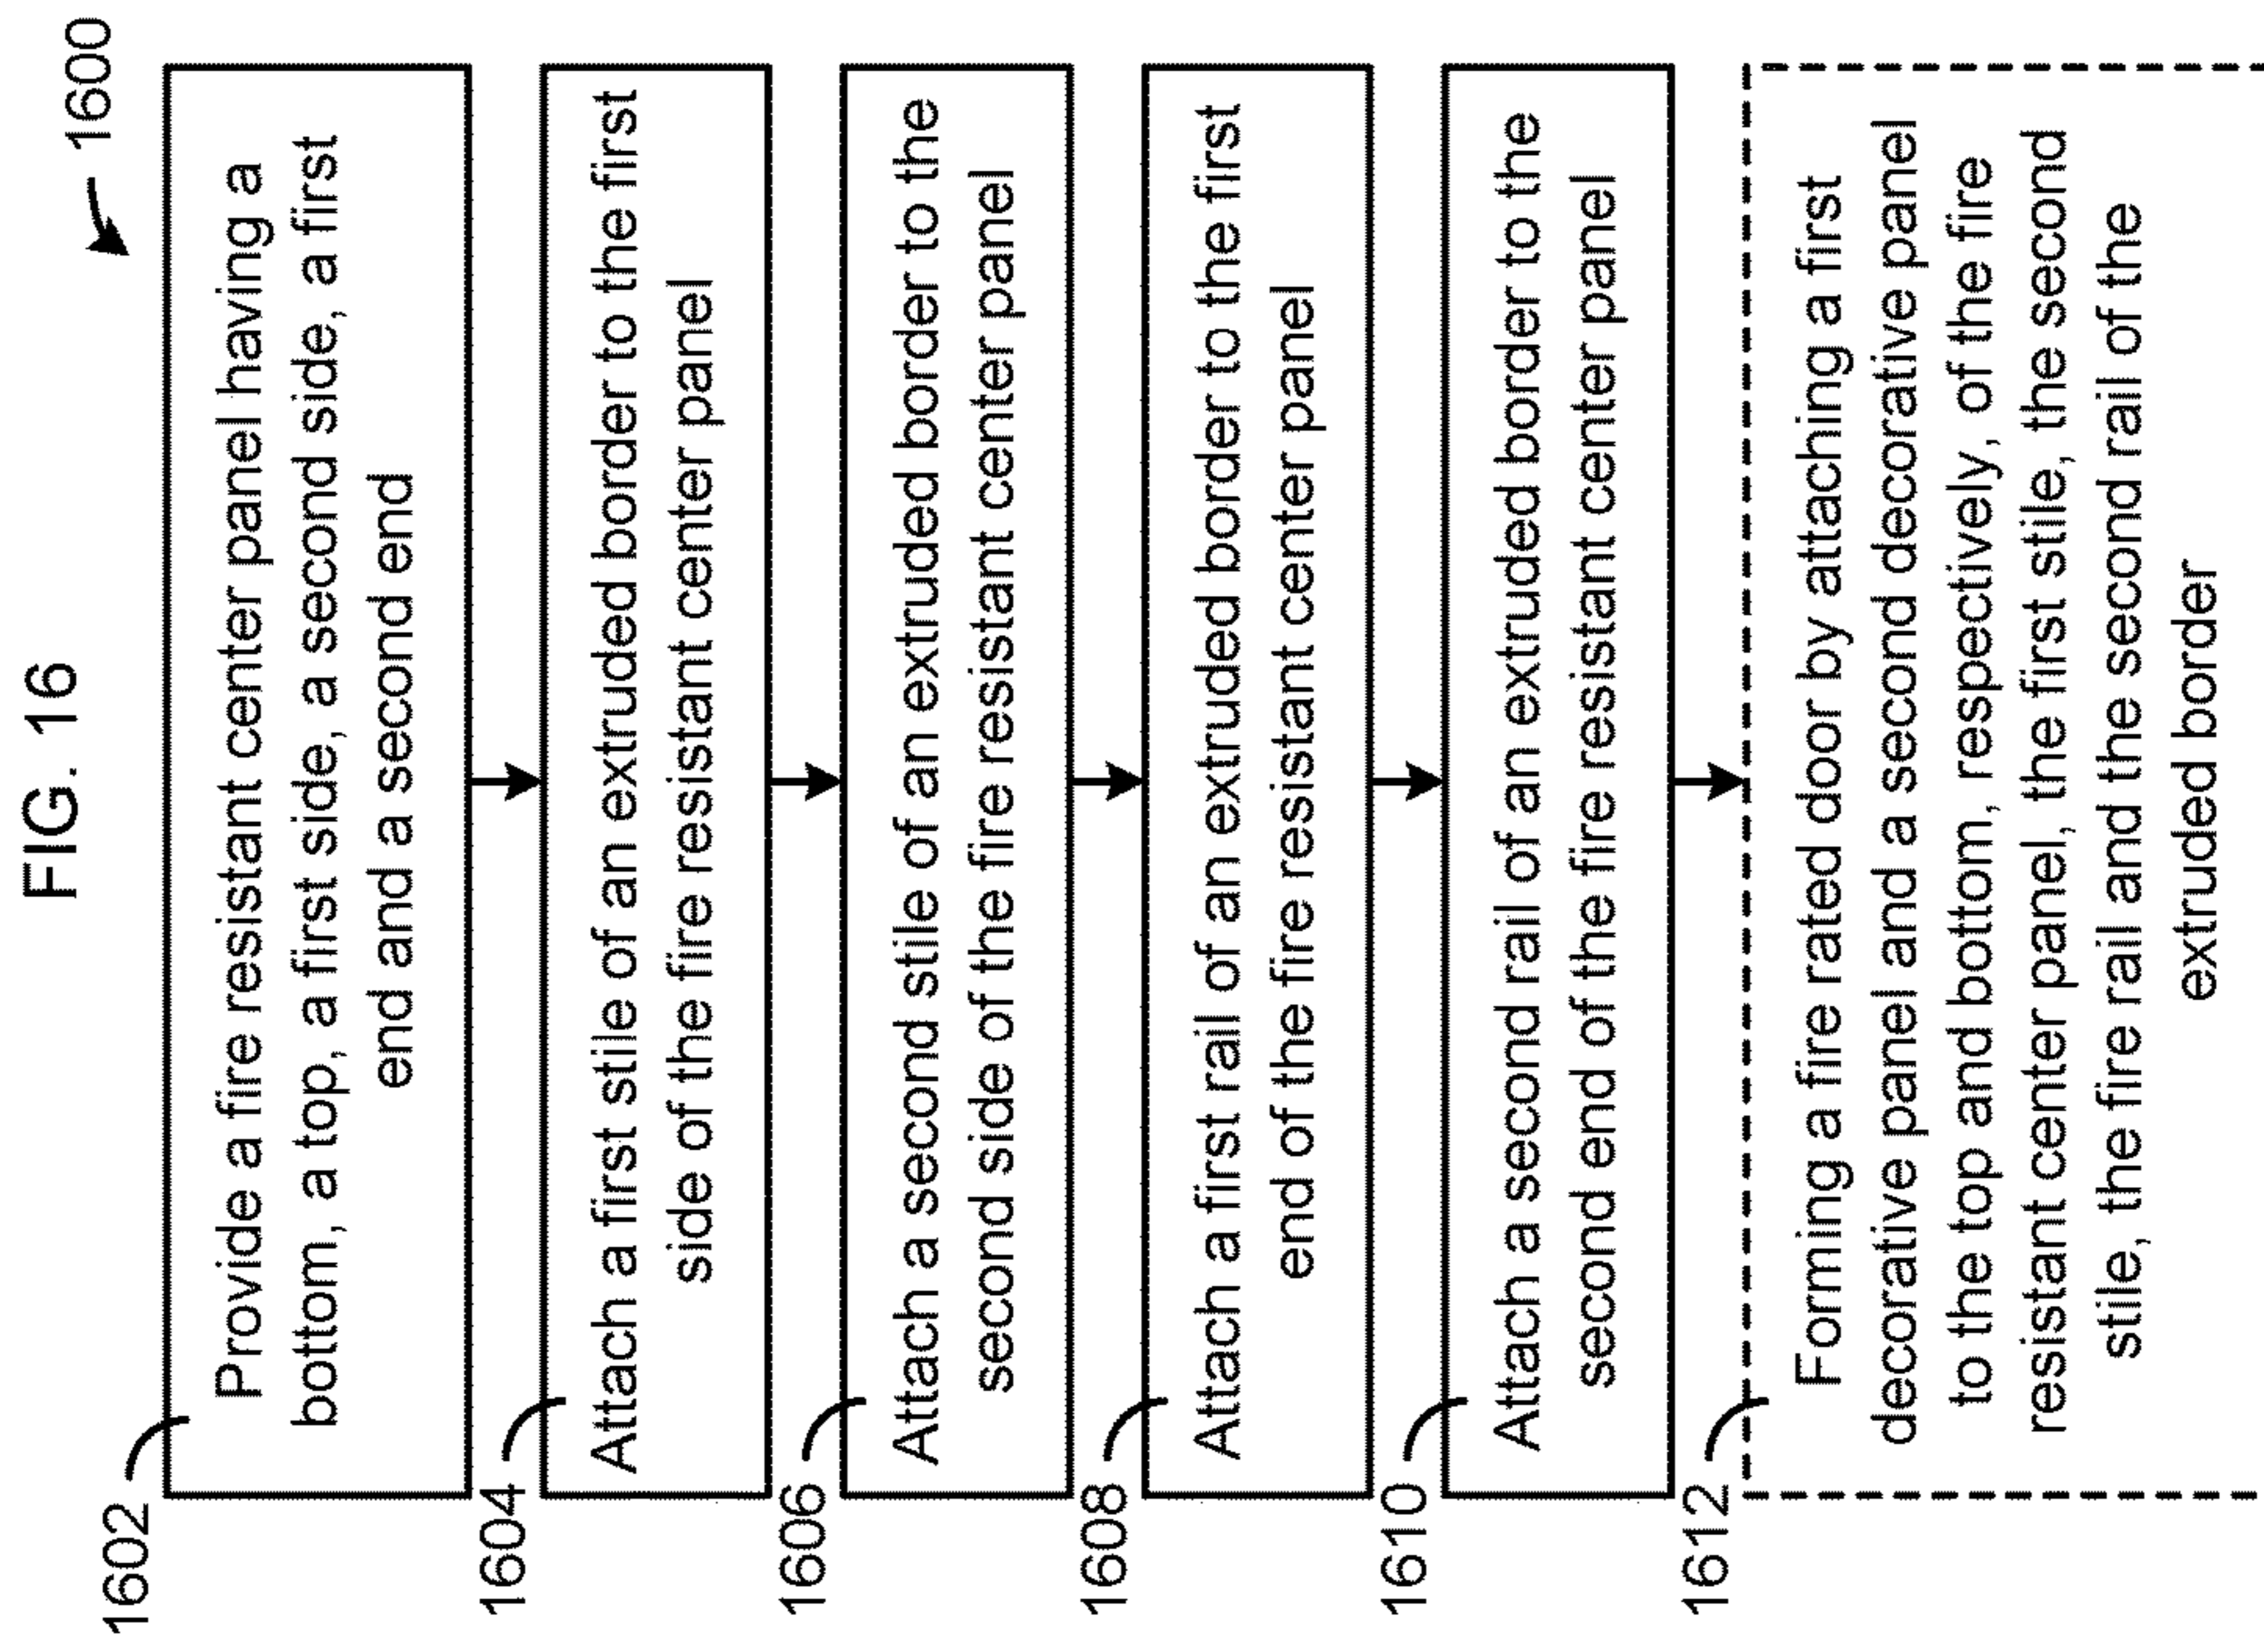 FIG. 16
1600
1602
Provide a fire resistant center panel having a
bottom, a top, a first side, a second side, a first
end and a second end
1604
Attach a first stile of an extruded border to the first
side of the fire resistant center panel
1606
Attach a second stile of an extruded border to the
second side of the fire resistant center panel
1608
Attach a first rail of an extruded border to the first
end of the fire resistant center panel
1610
Attach a second rail of an extruded border to the
second end of the fire resistant center panel
1612
Forming a fire rated door by attaching a first
decorative panel and a second decorative panel
to the top and bottom, respectively, of the fire
resistant center panel, the first stile, the second
stile, the fire rail and the second rail of the
extruded border